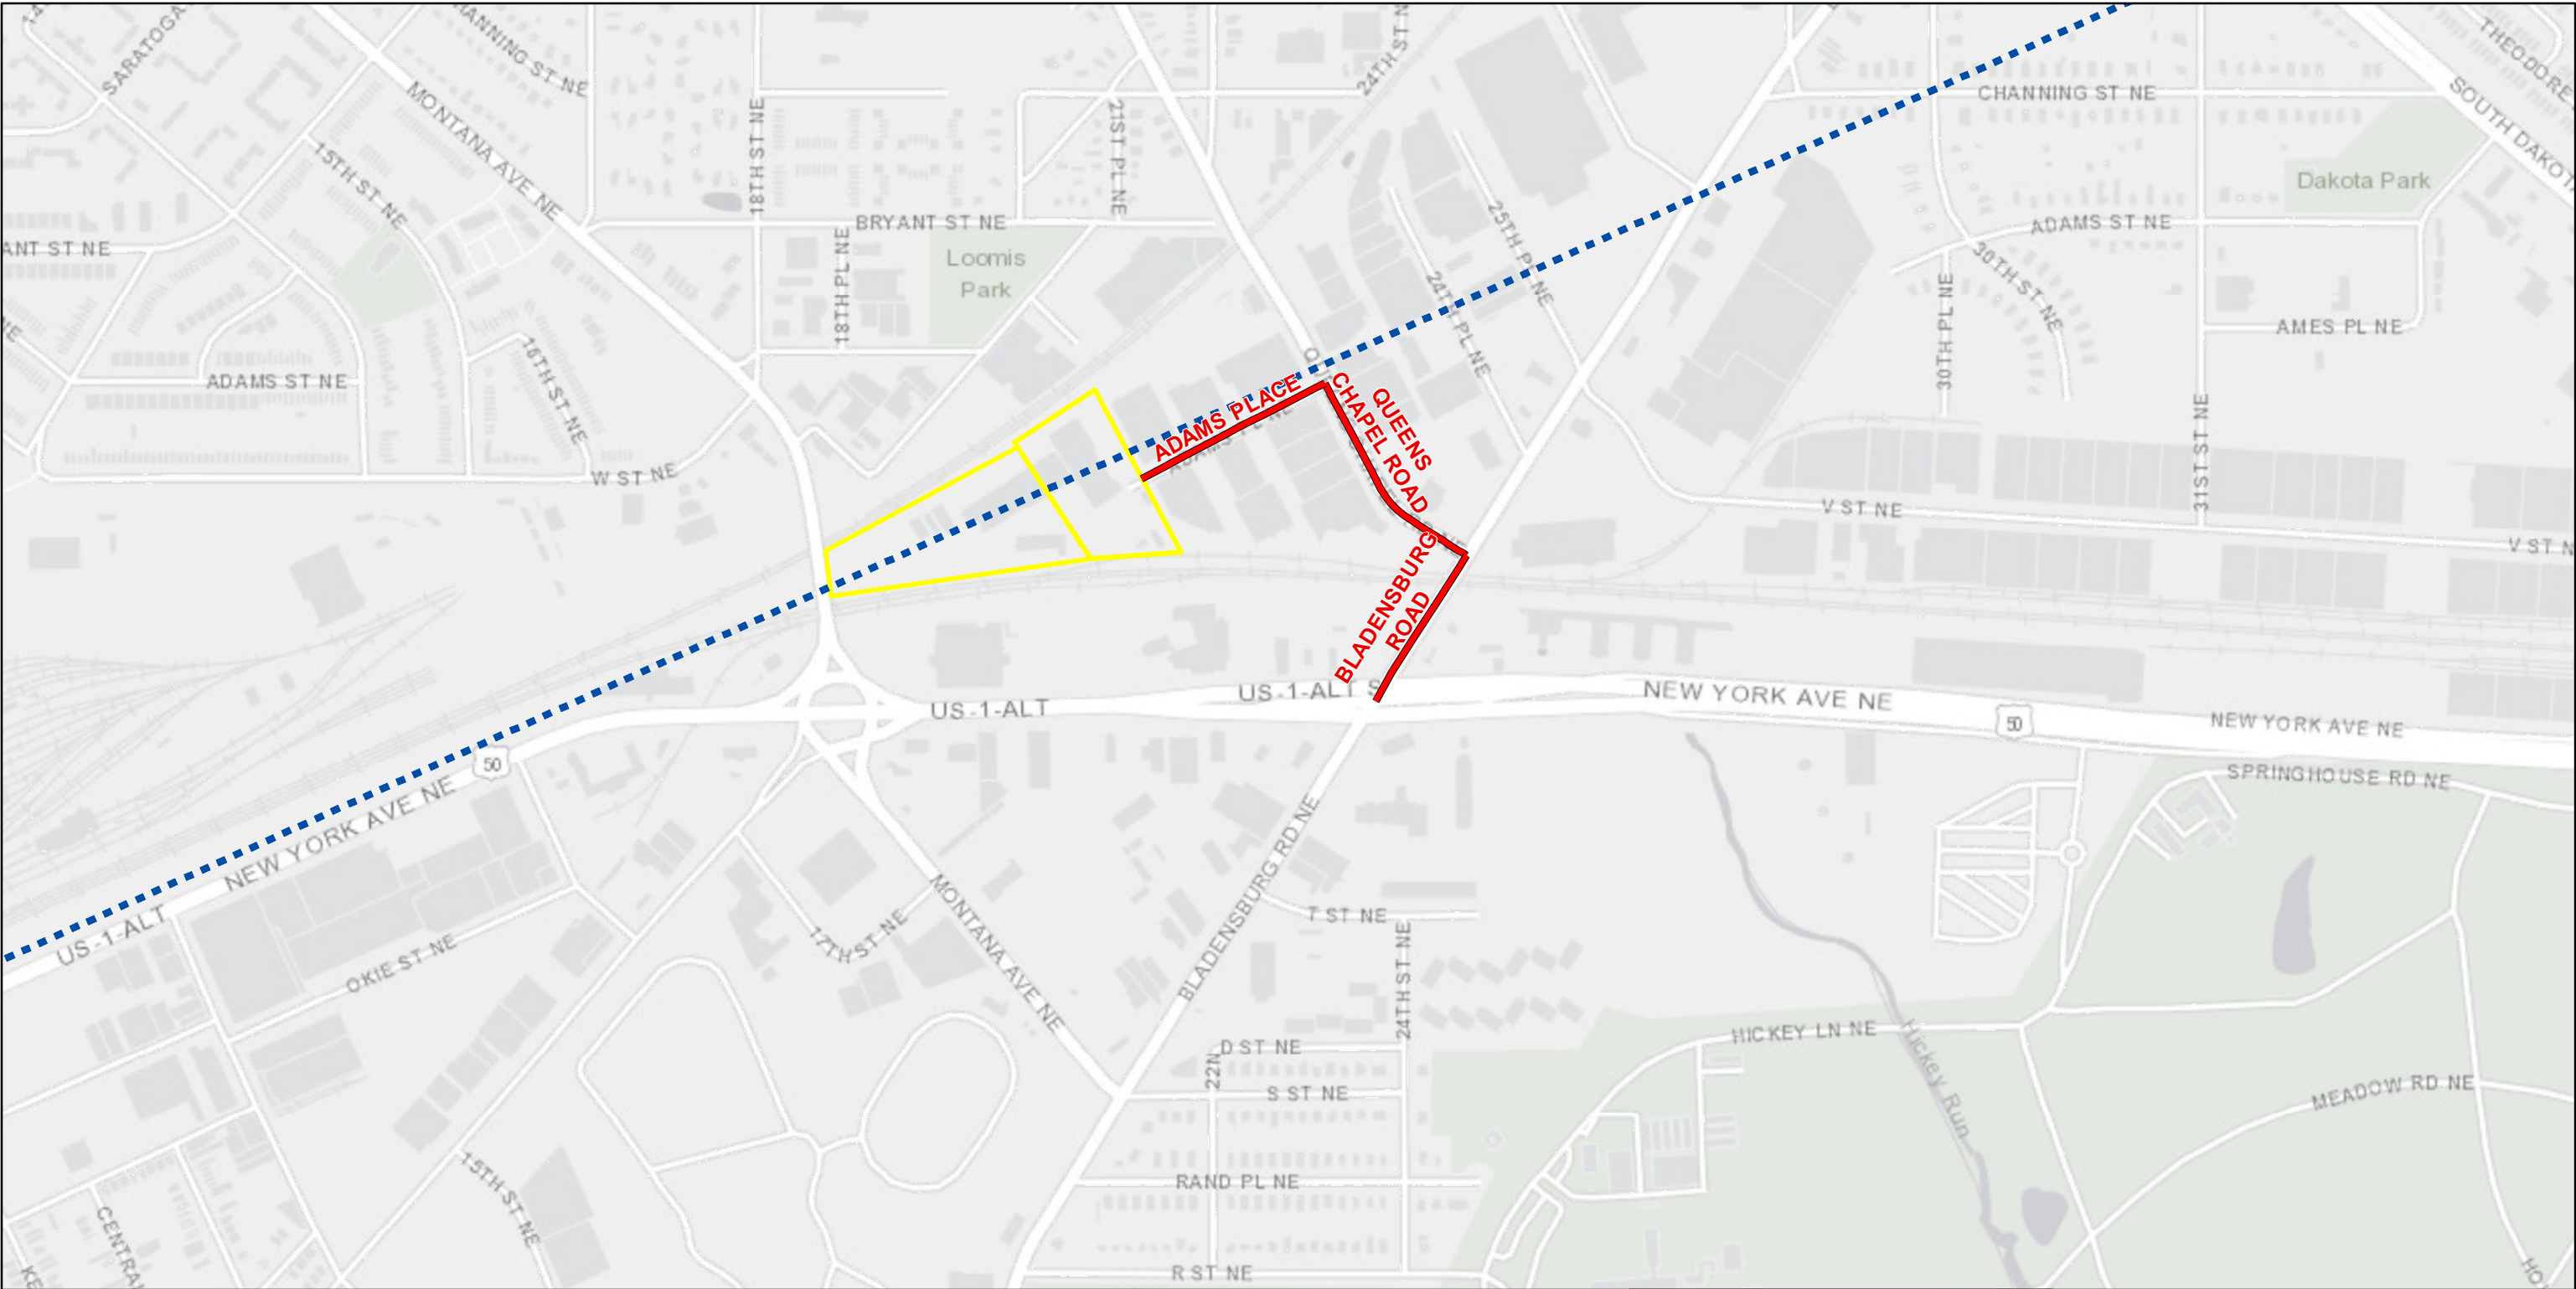 SARATOGA
HANNING ST NE
MONTANA AVE NE
15TH ST NE
18TH ST NE
21ST PL NE
24TH ST N
CHANNING ST NE
THEODORE
SOUTH DAKOTA
Dakota Park
ANT ST NE
BRYANT ST NE
Loomis
Park
18TH PL NE
25TH PL NE
24TH PL NE
ADAMS ST NE
30TH ST NE
30TH PL NE
AMES PL NE
NE
ADAMS ST NE
16TH ST NE
W ST NE
ADAMS PLACE
ADAMS PL NE
QUEENS
CHAPEL ROAD
BLADENSBURG
ROAD
V ST NE
31ST ST NE
V ST N
US-1-ALT
US-1-ALT S
NEW YORK AVE NE
50
NEW YORK AVE NE
SPRINGHOUSE RD NE
50
NEW YORK AVE NE
US-1-ALT
OKIE ST NE
17TH ST NE
MONTANA AVE NE
BLADENSBURG RD NE
T ST NE
24TH ST NE
D ST NE
22N
S ST NE
HICKEY LN NE
Hickey Run
MEADOW RD NE
15TH ST NE
RAND PL NE
R ST NE
CENTRAL
KE
HO